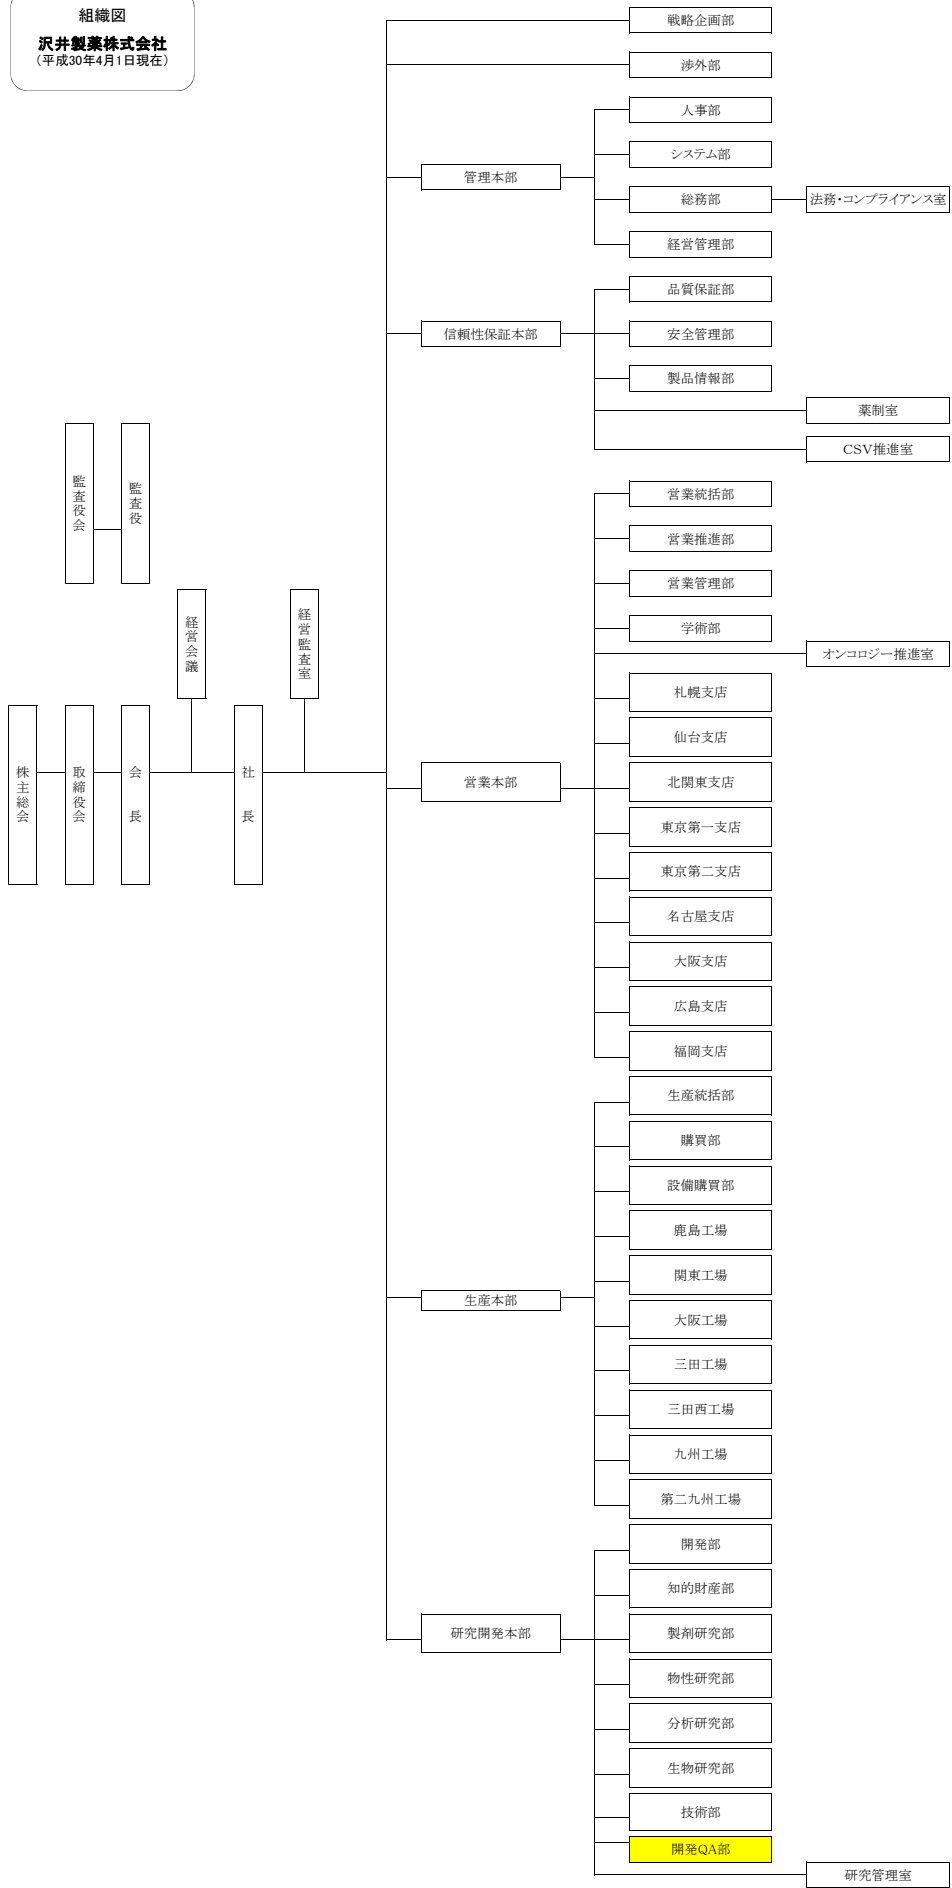 組織図
沢井製薬株式会社
（平成30年4月1日現在）
戦略企画部
渉外部
管理本部
人事部
システム部
総務部
法務・コンプライアンス室
経営管理部
信頼性保証本部
品質保証部
安全管理部
製品情報部
薬制室
CSV推進室
監査役会
監査役
経営会議
経営監査室
株主総会
取締役会
会長
社長
営業本部
営業統括部
営業推進部
営業管理部
学術部
オンコロジー推進室
札幌支店
仙台支店
北関東支店
東京第一支店
東京第二支店
名古屋支店
大阪支店
広島支店
福岡支店
生産本部
生産統括部
購買部
設備購買部
鹿島工場
関東工場
大阪工場
三田工場
三田西工場
九州工場
第二九州工場
研究開発本部
開発部
知的財産部
製剤研究部
物性研究部
分析研究部
生物研究部
技術部
開発QA部
研究管理室